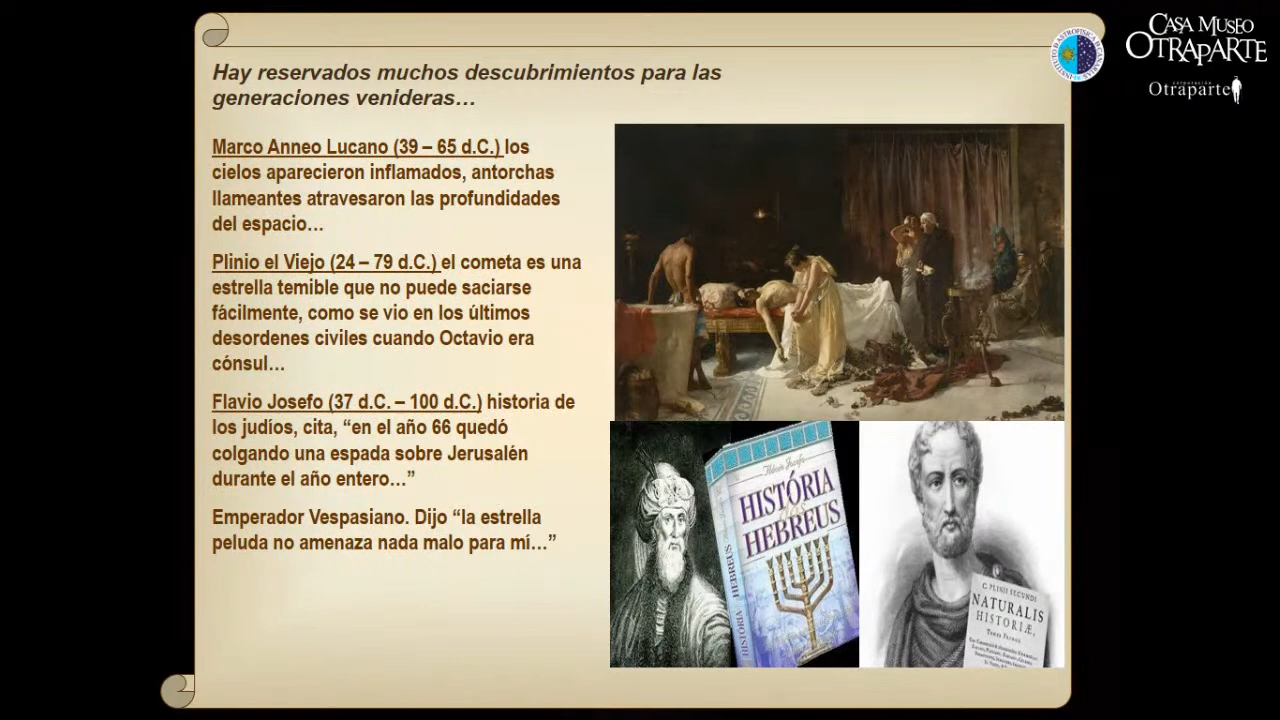 Hay reservados muchos descubrimientos para las
generaciones venideras…
Marco Anneo Lucano (39 – 65 d.C.) los
cielos aparecieron inflamados, antorchas
llameantes atravesaron las profundidades
del espacio…
Plinio el Viejo (24 – 79 d.C.) el cometa es una
estrella temible que no puede saciarse
fácilmente, como se vio en los últimos
desordenes civiles cuando Octavio era
cónsul…
Flavio Josefo (37 d.C. – 100 d.C.) historia de
los judíos, cita, “en el año 66 quedó
colgando una espada sobre Jerusalén
durante el año entero…”
Emperador Vespasiano. Dijo “la estrella
peluda no amenaza nada malo para mí…”
CASA MUSEO
OTRAPARTE
corporación
Otraparte
HISTÓRIA
HEBREUS
HISTÓRIA HEBREUS
C. PLINII SECUNDI
NATURALIS
HISTORIÆ,